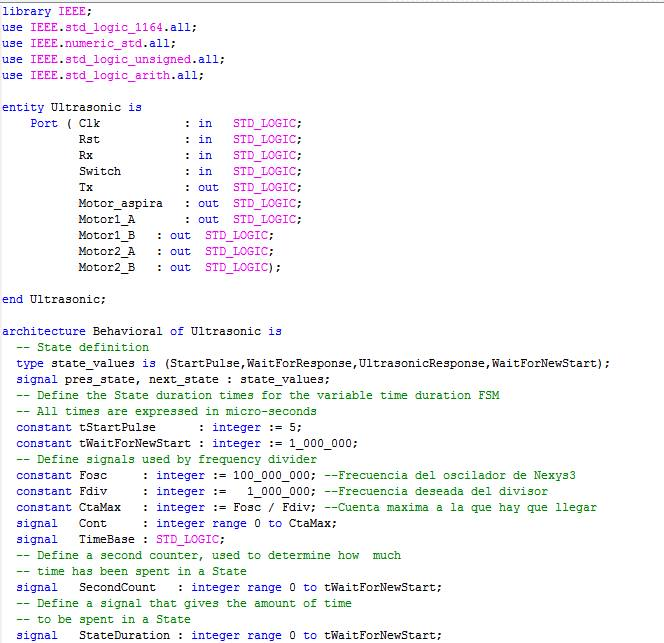 library IEEE;
use IEEE.std_logic_1164.all;
use IEEE.numeric_std.all;
use IEEE.std_logic_unsigned.all;
use IEEE.std_logic_arith.all;
entity Ultrasonic is
Port ( Clk : in STD_LOGIC;
Rst : in STD_LOGIC;
Rx : in STD_LOGIC;
Switch : in STD_LOGIC;
Tx : out STD_LOGIC;
Motor_aspira : out STD_LOGIC;
Motor1_A : out STD_LOGIC;
Motor1_B : out STD_LOGIC;
Motor2_A : out STD_LOGIC;
Motor2_B : out STD_LOGIC);
end Ultrasonic;
architecture Behavioral of Ultrasonic is
-- State definition
type state_values is (StartPulse,WaitForResponse,UltrasonicResponse,WaitForNewStart);
signal pres_state, next_state : state_values;
-- Define the State duration times for the variable time duration FSM
-- All times are expressed in micro-seconds
constant tStartPulse : integer := 5;
constant tWaitForNewStart : integer := 1_000_000;
-- Define signals used by frequency divider
constant Fosc : integer := 100_000_000; --Frecuencia del oscilador de Nexys3
constant Fdiv : integer := 1_000_000; --Frecuencia deseada del divisor
constant CtaMax : integer := Fosc / Fdiv; --Cuenta maxima a la que hay que llegar
signal Cont : integer range 0 to CtaMax;
signal TimeBase : STD_LOGIC;
-- Define a second counter, used to determine how much
-- time has been spent in a State
signal SecondCount : integer range 0 to tWaitForNewStart;
-- Define a signal that gives the amount of time
-- to be spent in a State
signal StateDuration : integer range 0 to tWaitForNewStart;